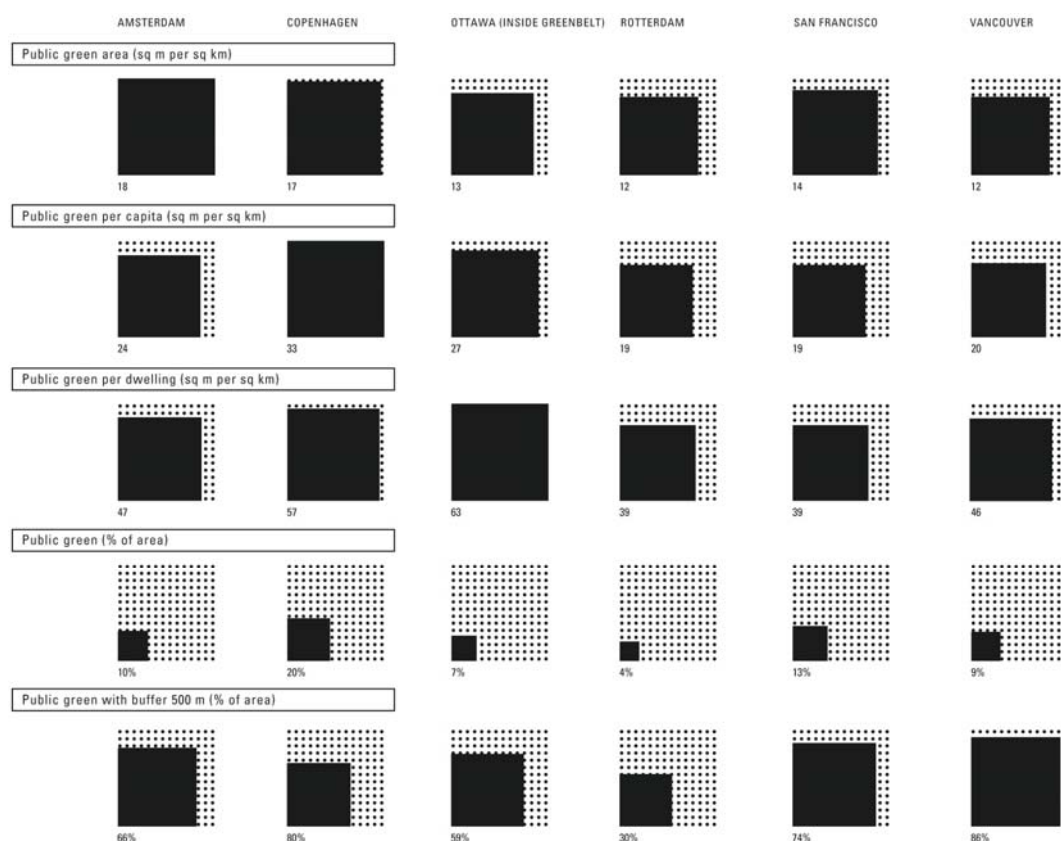 AMSTERDAM COPENHAGEN OTTAWA (INSIDE GREENBELT) ROTTERDAM SAN FRANCISCO VANCOUVER
Public green area (sq m per sq km)
18 17 13 12 14 12
Public green per capita (sq m per sq km)
24 33 27 19 19 20
Public green per dwelling (sq m per sq km)
47 57 63 39 39 46
Public green (% of area)
10% 20% 7% 4% 13% 9%
Public green with buffer 500 m (% of area)
66% 80% 59% 30% 74% 86%